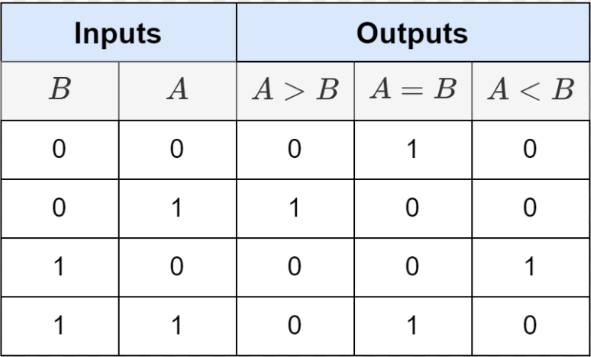 Inputs Outputs
B A A > B A = B A < B
0 0 0 1 0
0 1 1 0 0
1 0 0 0 1
1 1 0 1 0